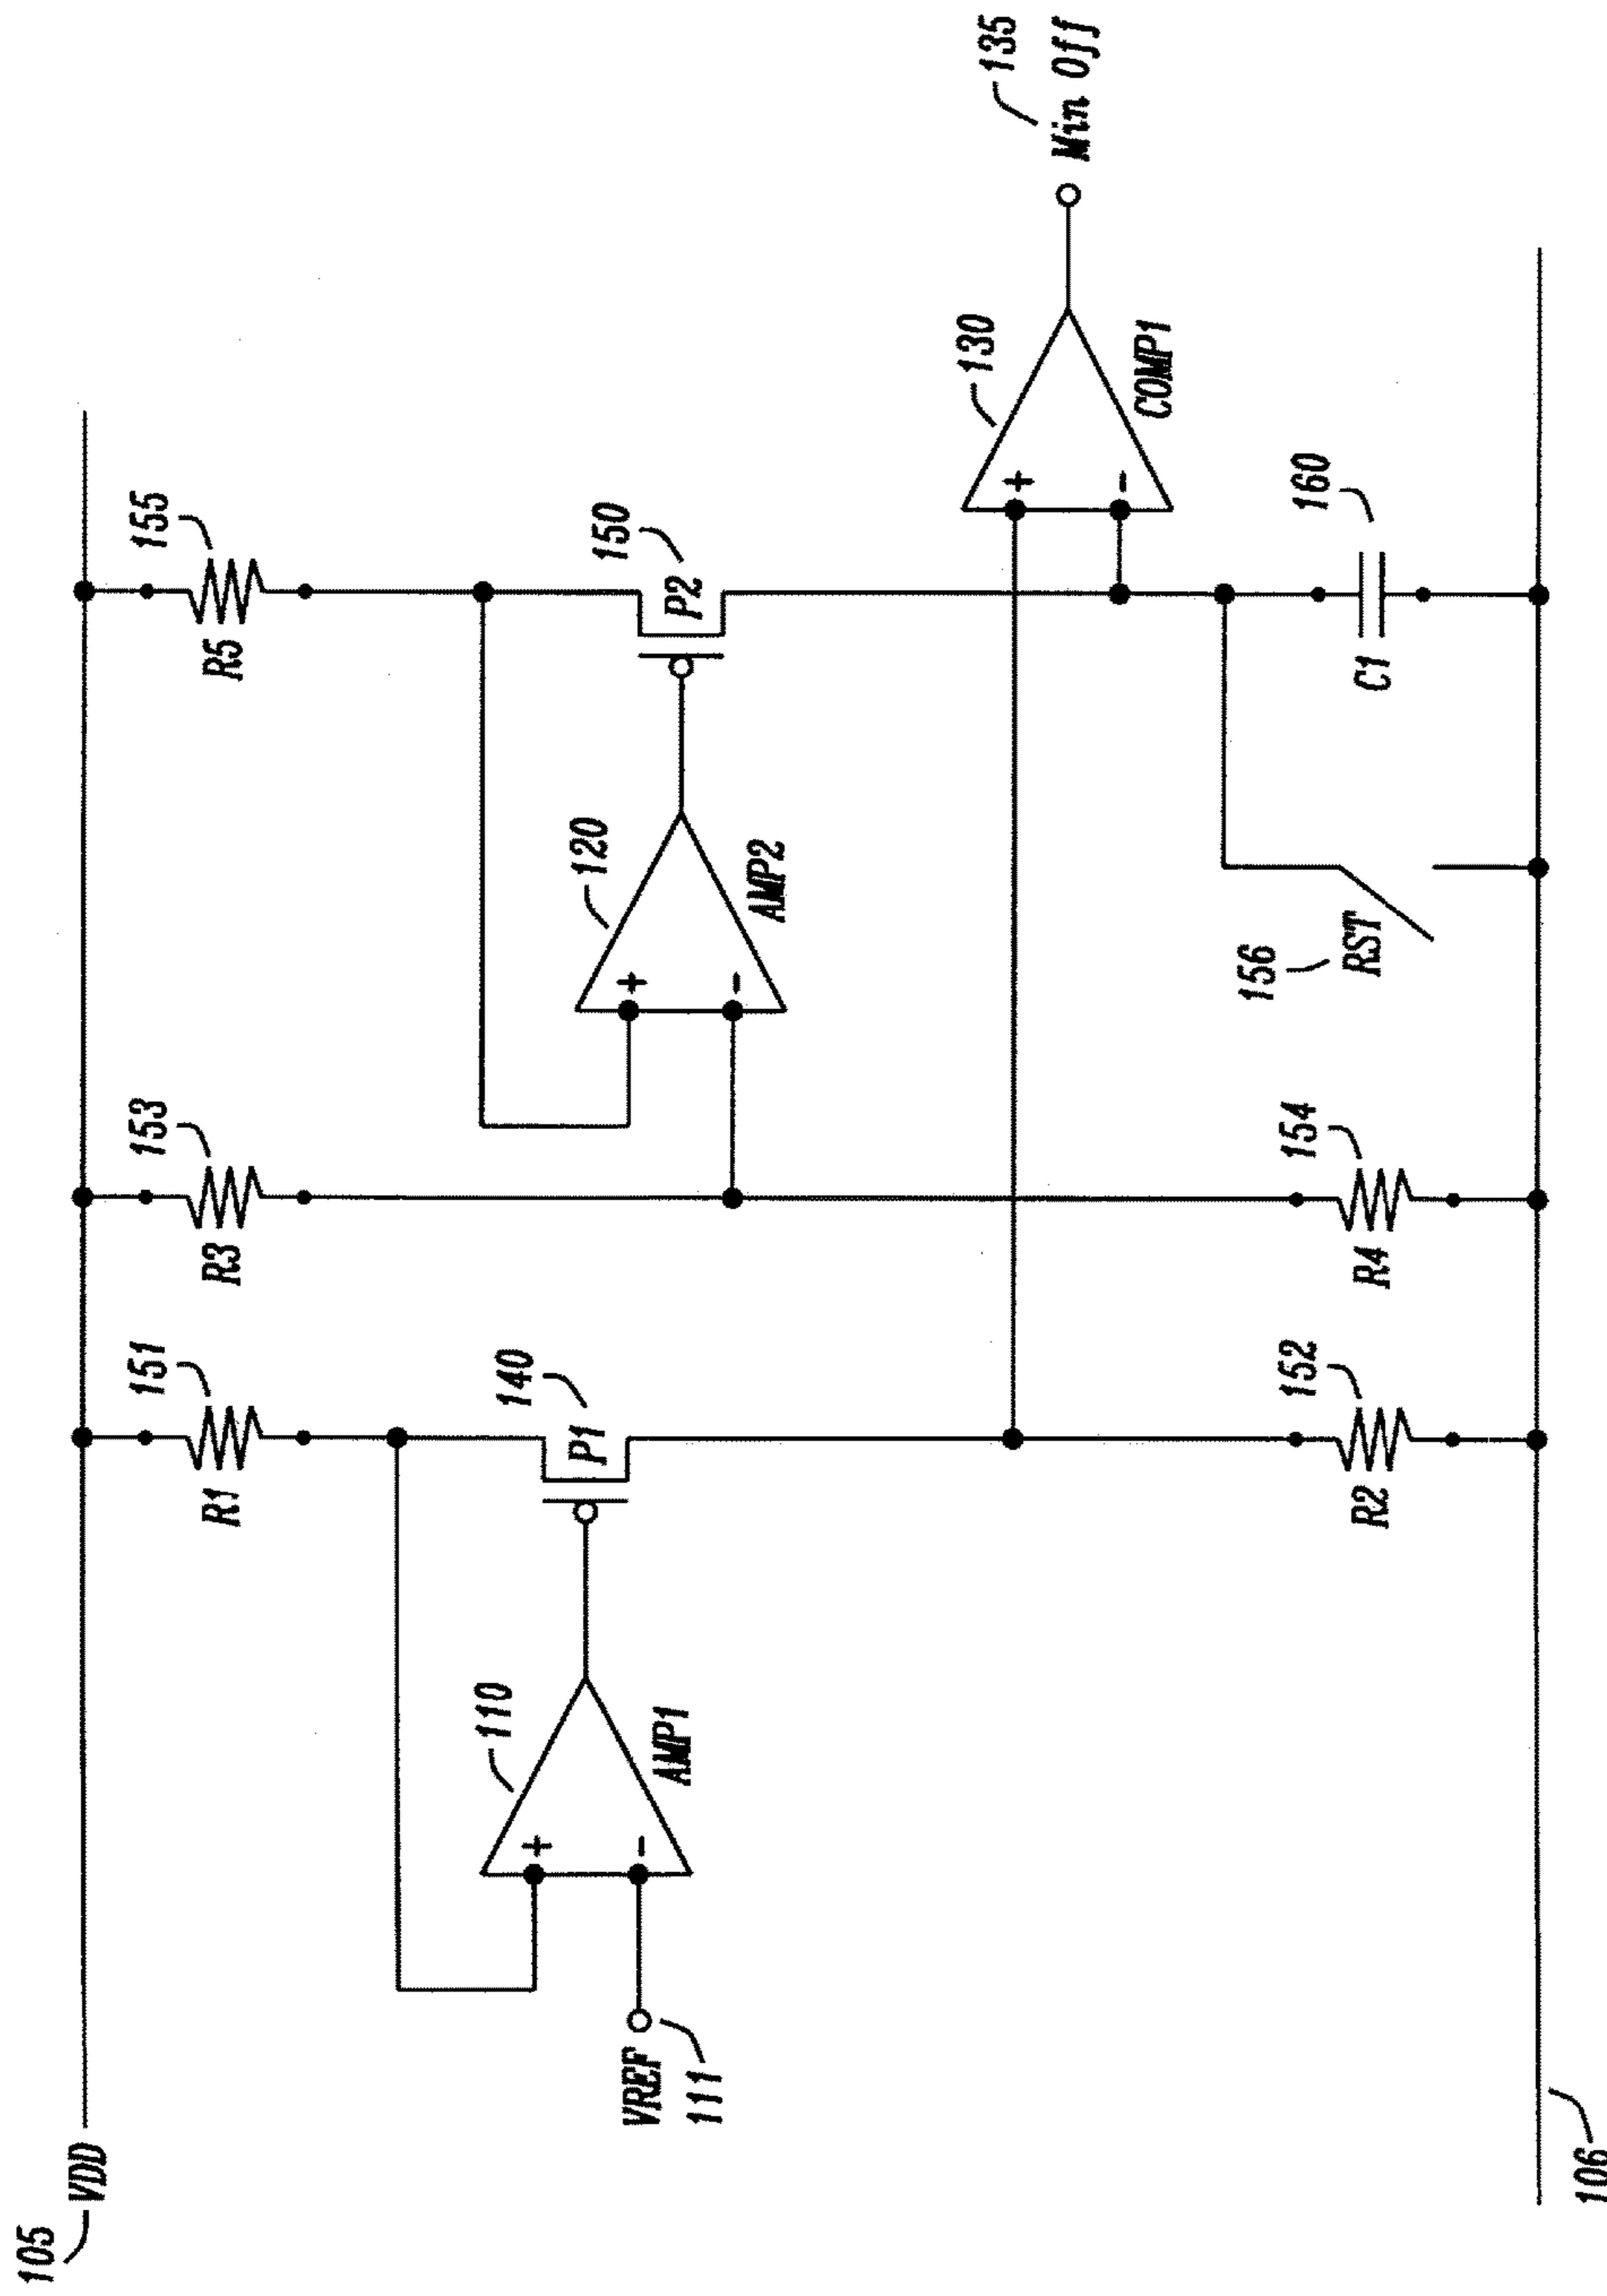 105
VDD
R1
151
R3
153
R5
155
110
+
-
AMP1
VREF
111
140
P1
120
+
-
AMP2
150
P2
130
+
-
COMP1
135
Min Off
R2
152
R4
154
156
RST
C1
160
106